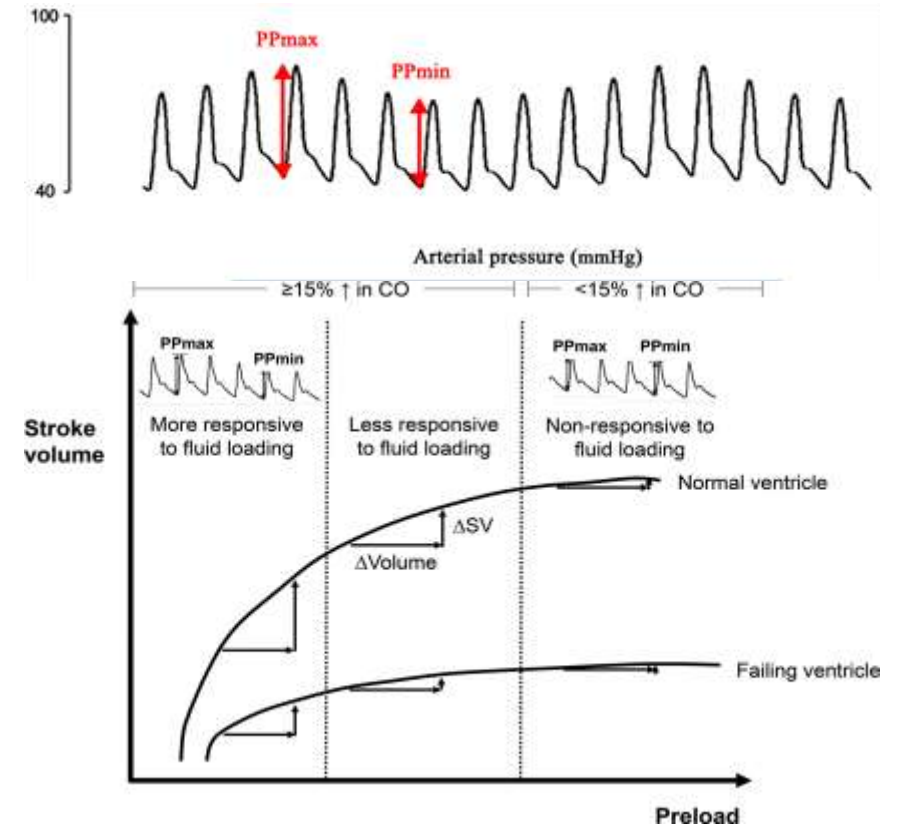 100
PPmax
PPmin
40
Arterial pressure (mmHg)
≥15% ↑ in CO
<15% ↑ in CO
PPmax
PPmin
PPmax
PPmin
Stroke
volume
More responsive
to fluid loading
Less responsive
to fluid loading
Non-responsive to
fluid loading
Normal ventricle
ΔSV
ΔVolume
Failing ventricle
Preload